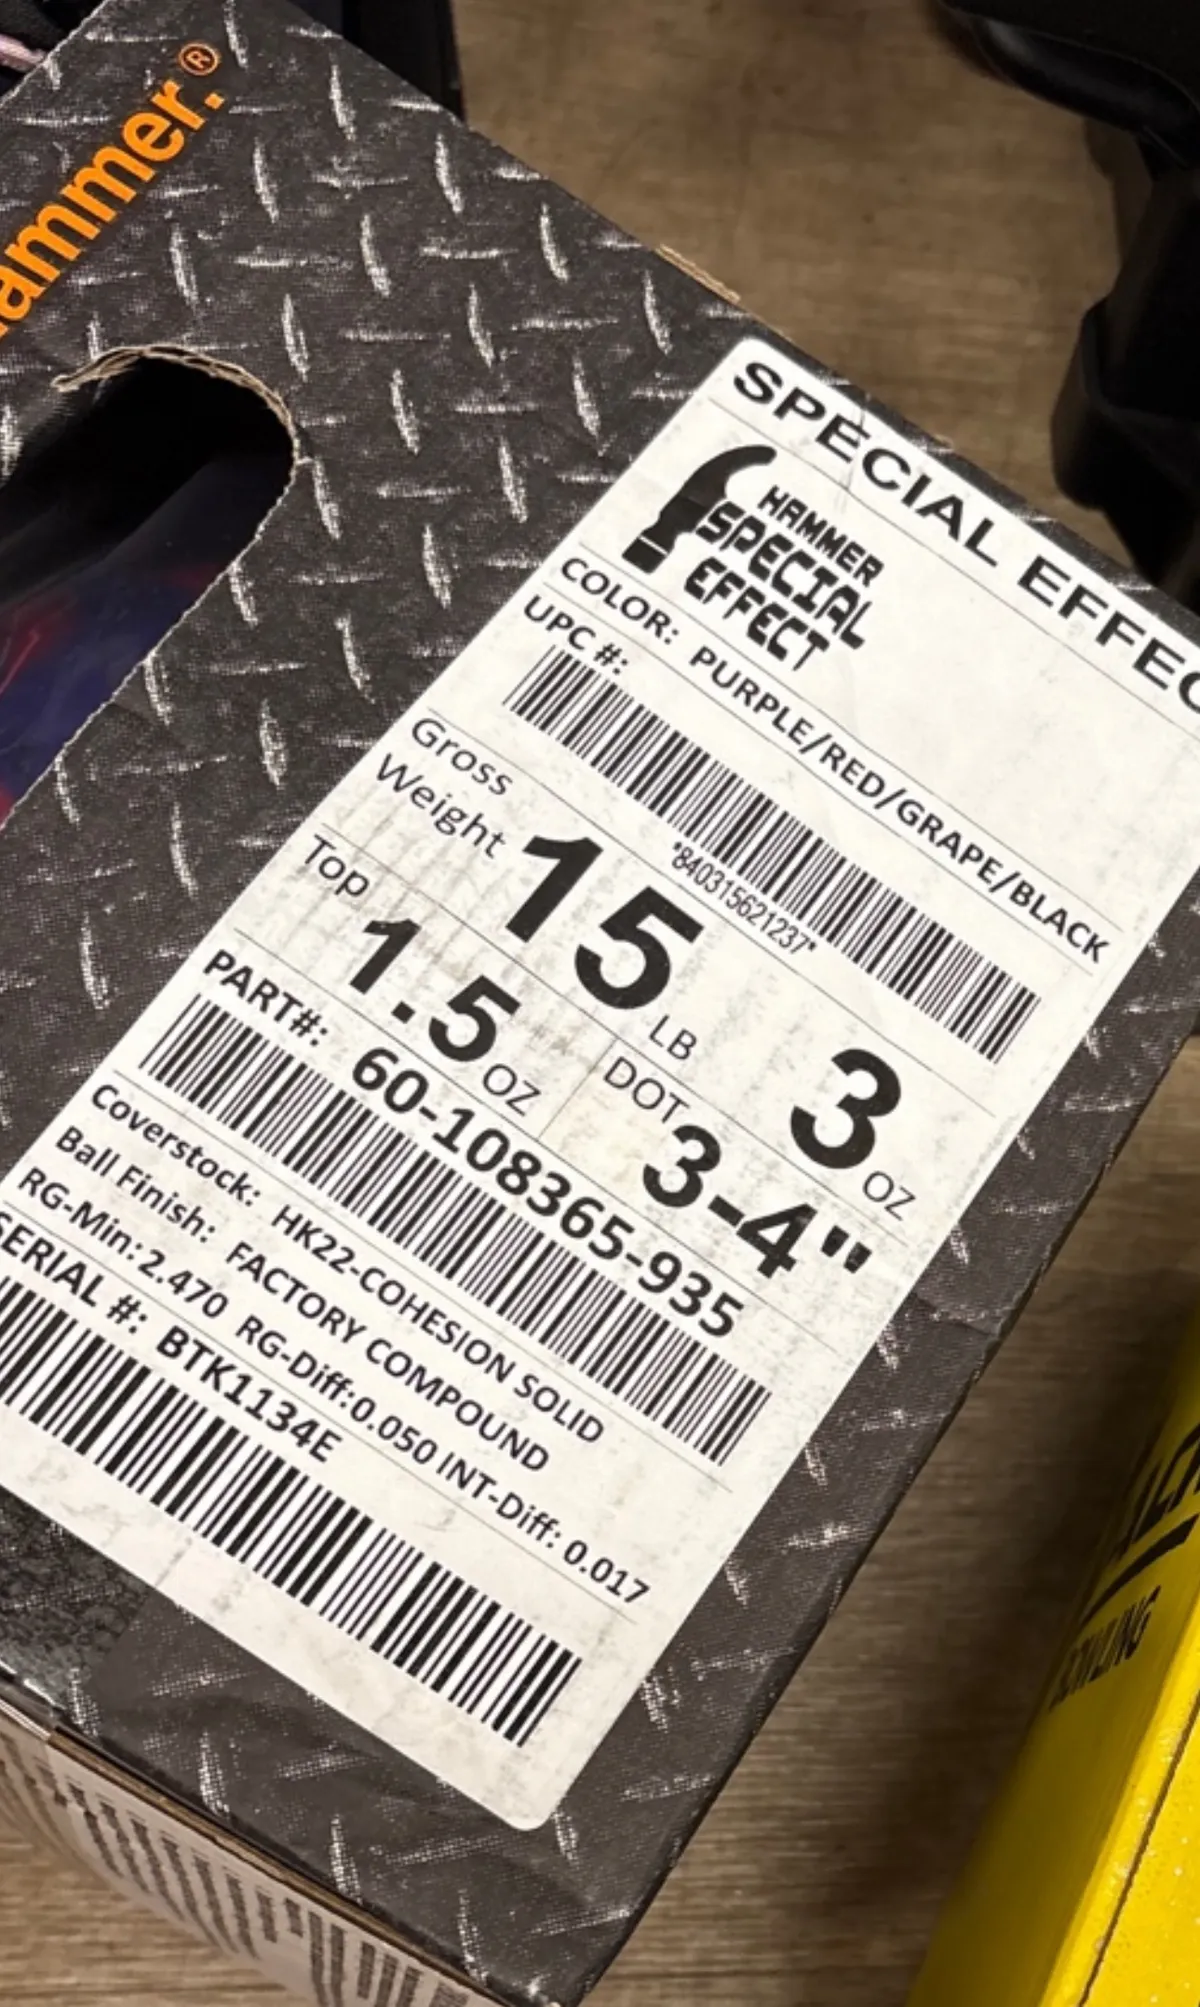 ammer.®
SPECIAL EFFEC
HAMMER
SPECIAL
EFFECT
COLOR: PURPLE/RED/GRAPE/BLACK
UPC #:
*840315621237*
Gross
Weight 15 LB 3 OZ
Top 1.5 OZ DOT 3-4"
PART#: 60-108365-935
Coverstock: HK22-COHESION SOLID
Ball Finish: FACTORY COMPOUND
RG-Min: 2.470 RG-Diff:0.050 INT-Diff: 0.017
SERIAL #: BTK1134E